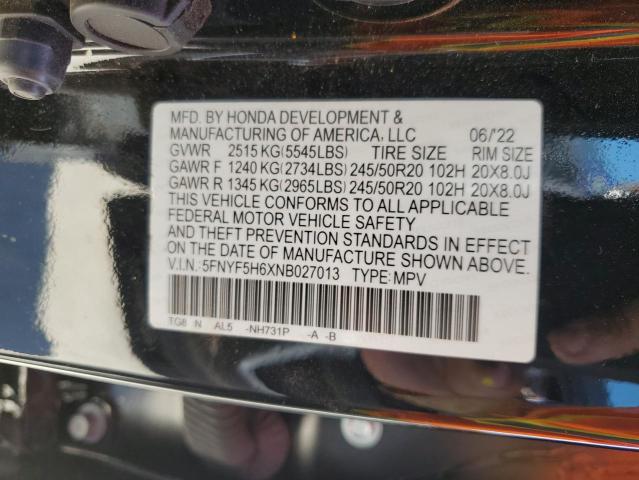 MFD. BY HONDA DEVELOPMENT &
MANUFACTURING OF AMERICA, LLC 06/'22
GVWR 2515 KG(5545LBS) TIRE SIZE RIM SIZE
GAWR F 1240 KG(2734LBS) 245/50R20 102H 20X8.0J
GAWR R 1345 KG(2965LBS) 245/50R20 102H 20X8.0J
THIS VEHICLE CONFORMS TO ALL APPLICABLE
FEDERAL MOTOR VEHICLE SAFETY
AND THEFT PREVENTION STANDARDS IN EFFECT
ON THE DATE OF MANUFACTURE SHOWN ABOVE.
V.I.N.:5FNYF5H6XNB027013 TYPE:MPV
TG8 :N AL5 -NH731P -A -B